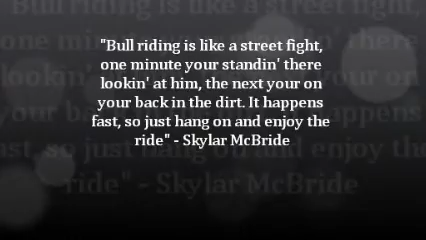 "Bull riding is like a street fight,
one minute your standin' there
lookin' at him, the next your on
your back in the dirt. It happens
fast, so just hang on and enjoy the
ride" - Skylar McBride